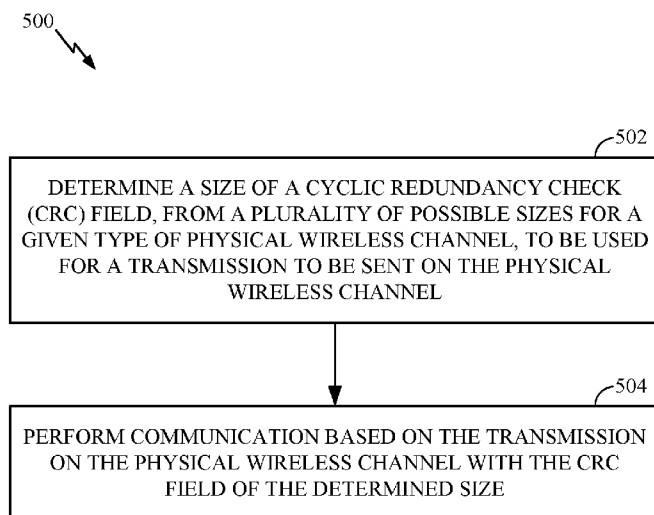 500
502
DETERMINE A SIZE OF A CYCLIC REDUNDANCY CHECK
(CRC) FIELD, FROM A PLURALITY OF POSSIBLE SIZES FOR A
GIVEN TYPE OF PHYSICAL WIRELESS CHANNEL, TO BE USED
FOR A TRANSMISSION TO BE SENT ON THE PHYSICAL
WIRELESS CHANNEL
504
PERFORM COMMUNICATION BASED ON THE TRANSMISSION
ON THE PHYSICAL WIRELESS CHANNEL WITH THE CRC
FIELD OF THE DETERMINED SIZE